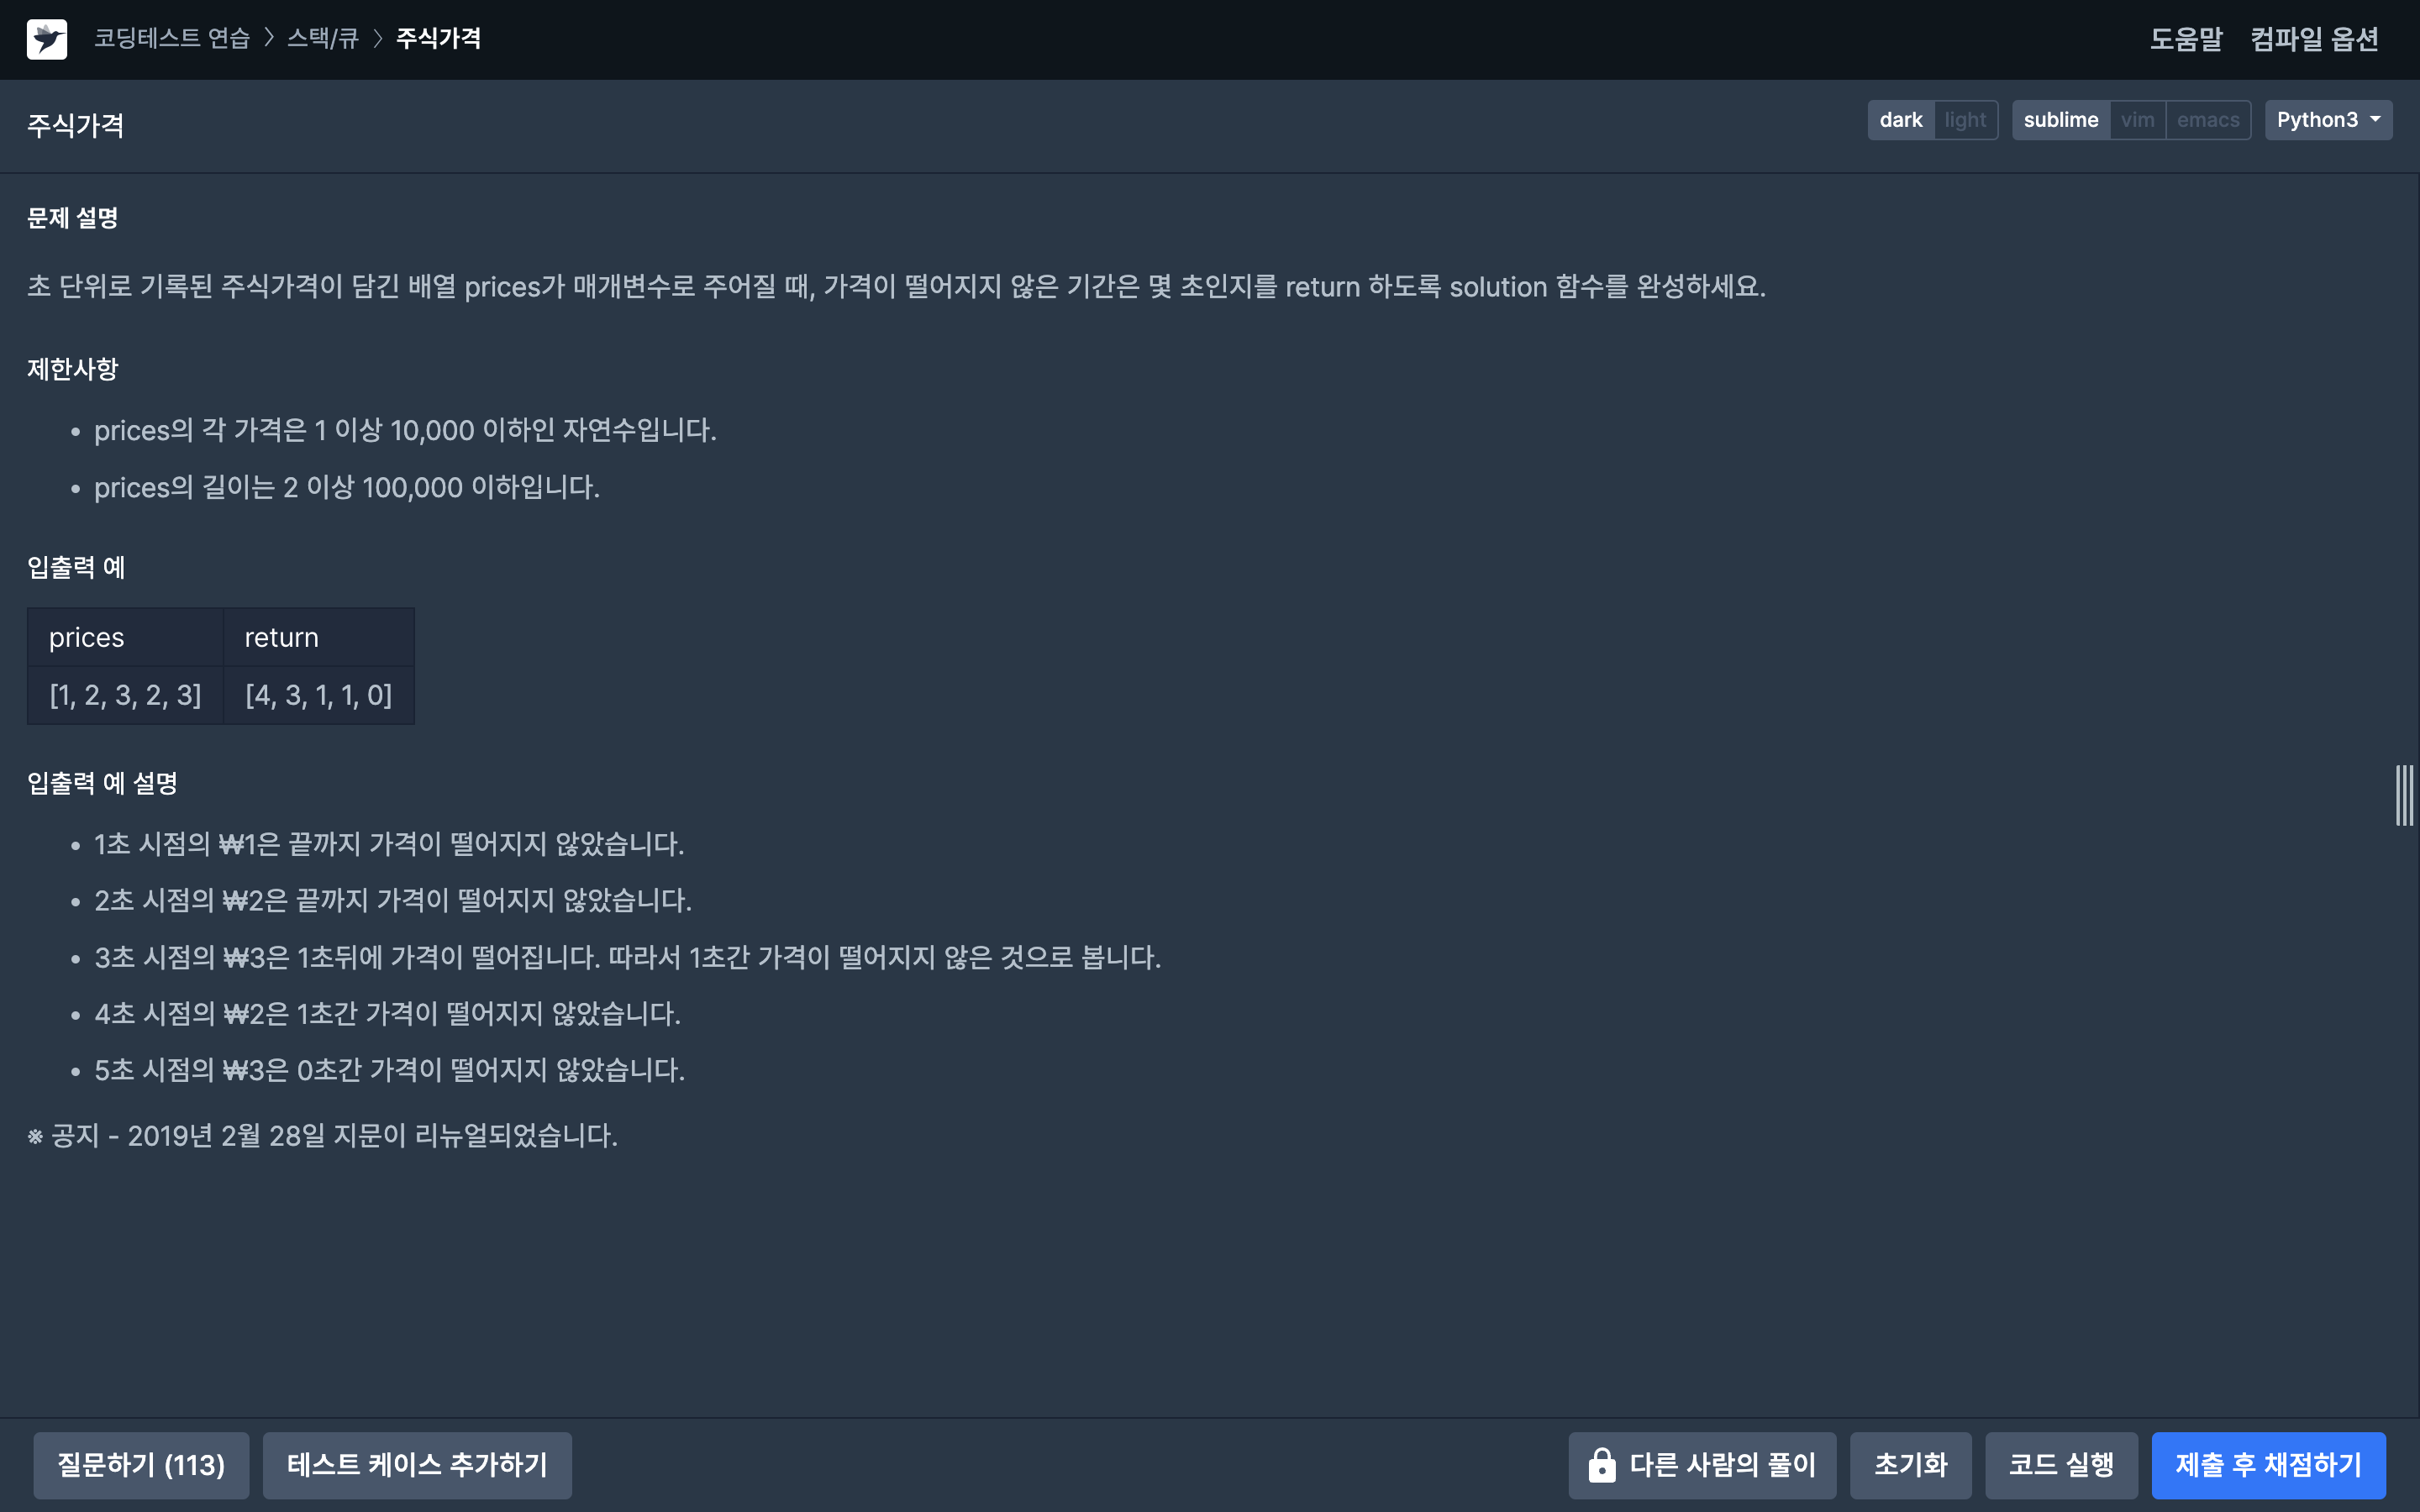 코딩테스트 연습 > 스택/큐 > 주식가격
도움말 컴파일 옵션
주식가격
dark light sublime vim emacs Python3
문제 설명
초 단위로 기록된 주식가격이 담긴 배열 prices가 매개변수로 주어질 때, 가격이 떨어지지 않은 기간은 몇 초인지를 return 하도록 solution 함수를 완성하세요.
제한사항
• prices의 각 가격은 1 이상 10,000 이하인 자연수입니다.
• prices의 길이는 2 이상 100,000 이하입니다.
입출력 예
prices return
[1, 2, 3, 2, 3] [4, 3, 1, 1, 0]
입출력 예 설명
• 1초 시점의 ₩1은 끝까지 가격이 떨어지지 않았습니다.
• 2초 시점의 ₩2은 끝까지 가격이 떨어지지 않았습니다.
• 3초 시점의 ₩3은 1초뒤에 가격이 떨어집니다. 따라서 1초간 가격이 떨어지지 않은 것으로 봅니다.
• 4초 시점의 ₩2은 1초간 가격이 떨어지지 않았습니다.
• 5초 시점의 ₩3은 0초간 가격이 떨어지지 않았습니다.
※ 공지 - 2019년 2월 28일 지문이 리뉴얼되었습니다.
질문하기 (113) 테스트 케이스 추가하기 다른 사람의 풀이 초기화 코드 실행 제출 후 채점하기